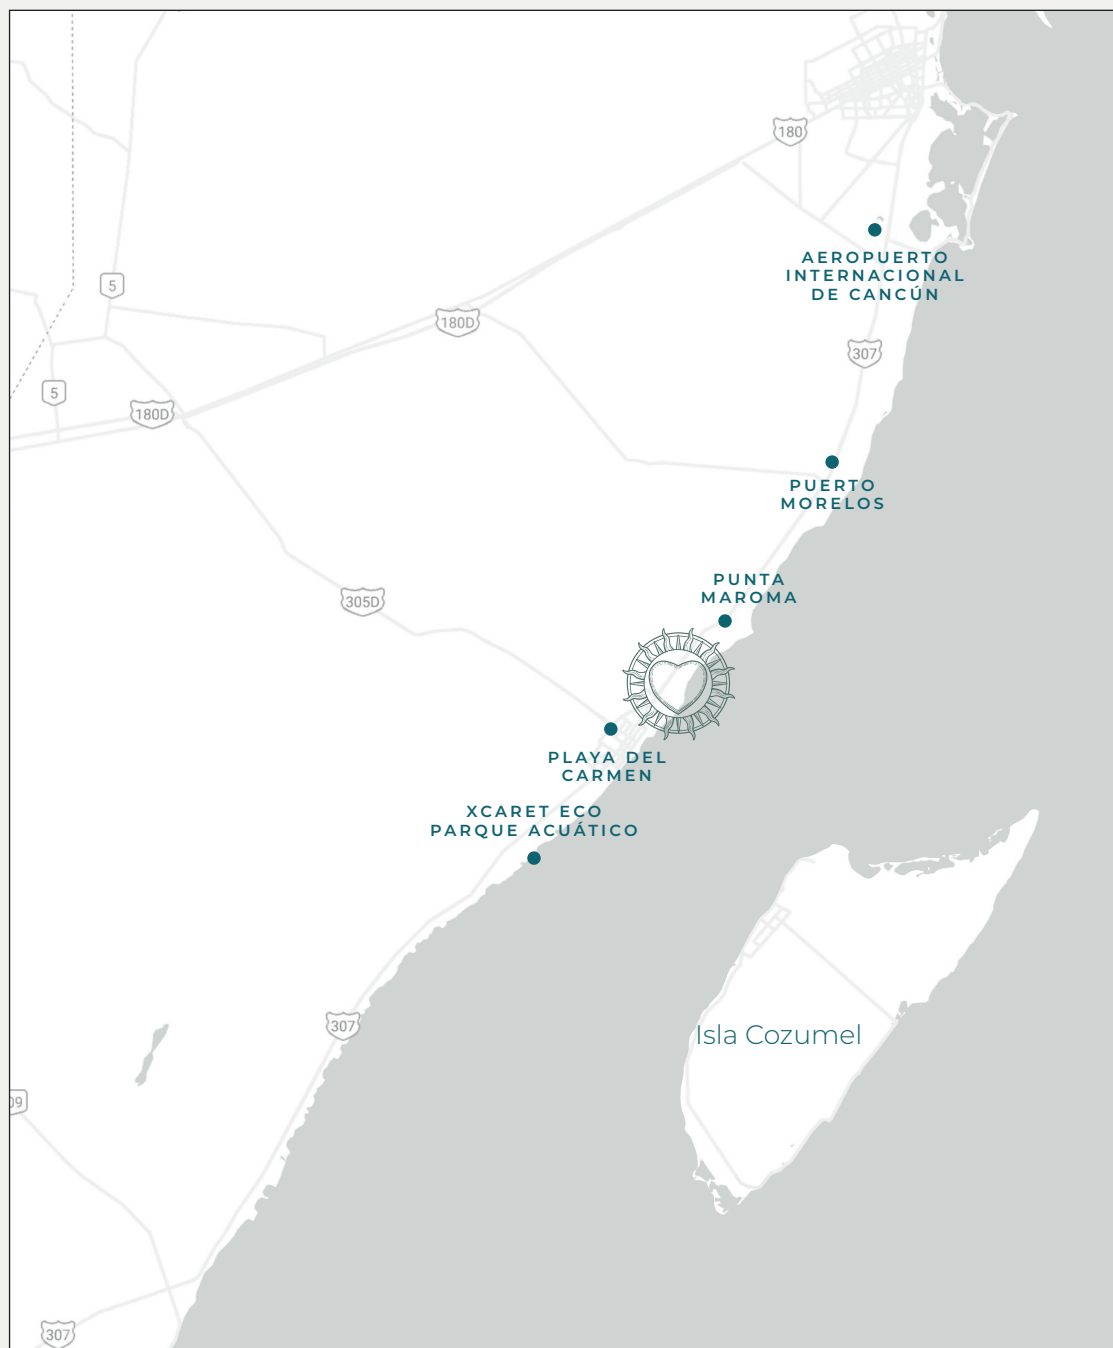 180
AEROPUERTO
INTERNACIONAL
DE CANCÚN
5
180D
307
5
180D
PUERTO
MORELOS
PUNTA
MAROMA
305D
PLAYA DEL
CARMEN
XCARET ECO
PARQUE ACUÁTICO
307
Isla Cozumel
09
307